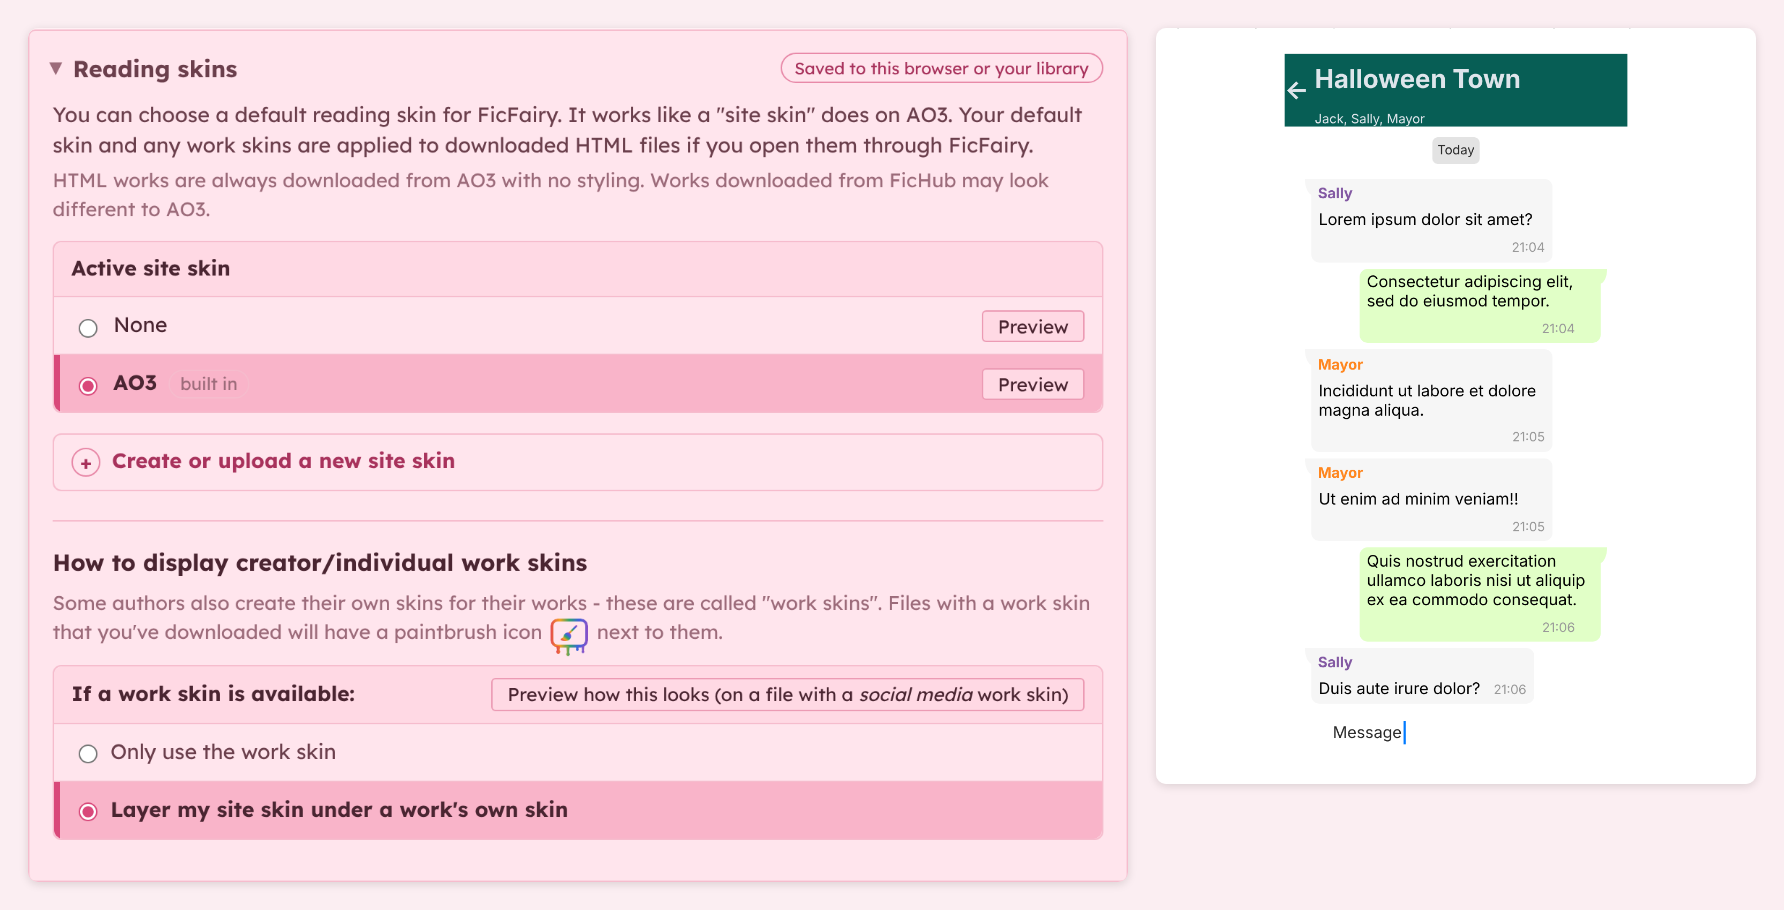 ▼ Reading skins
Saved to this browser or your library
You can choose a default reading skin for FicFairy. It works like a "site skin" does on AO3. Your default
skin and any work skins are applied to downloaded HTML files if you open them through FicFairy.
HTML works are always downloaded from AO3 with no styling. Works downloaded from FicHub may look
different to AO3.
Active site skin
None
Preview
AO3 built in
Preview
+ Create or upload a new site skin
How to display creator/individual work skins
Some authors also create their own skins for their works - these are called "work skins". Files with a work skin
that you've downloaded will have a paintbrush icon next to them.
If a work skin is available:
Preview how this looks (on a file with a social media work skin)
Only use the work skin
Layer my site skin under a work's own skin
Halloween Town
Jack, Sally, Mayor
Today
Sally
Lorem ipsum dolor sit amet?
21:04
Consectetur adipiscing elit,
sed do eiusmod tempor.
21:04
Mayor
Incididunt ut labore et dolore
magna aliqua.
21:05
Mayor
Ut enim ad minim veniam!!
21:05
Quis nostrud exercitation
ullamco laboris nisi ut aliquip
ex ea commodo consequat.
21:06
Sally
Duis aute irure dolor? 21:06
Message